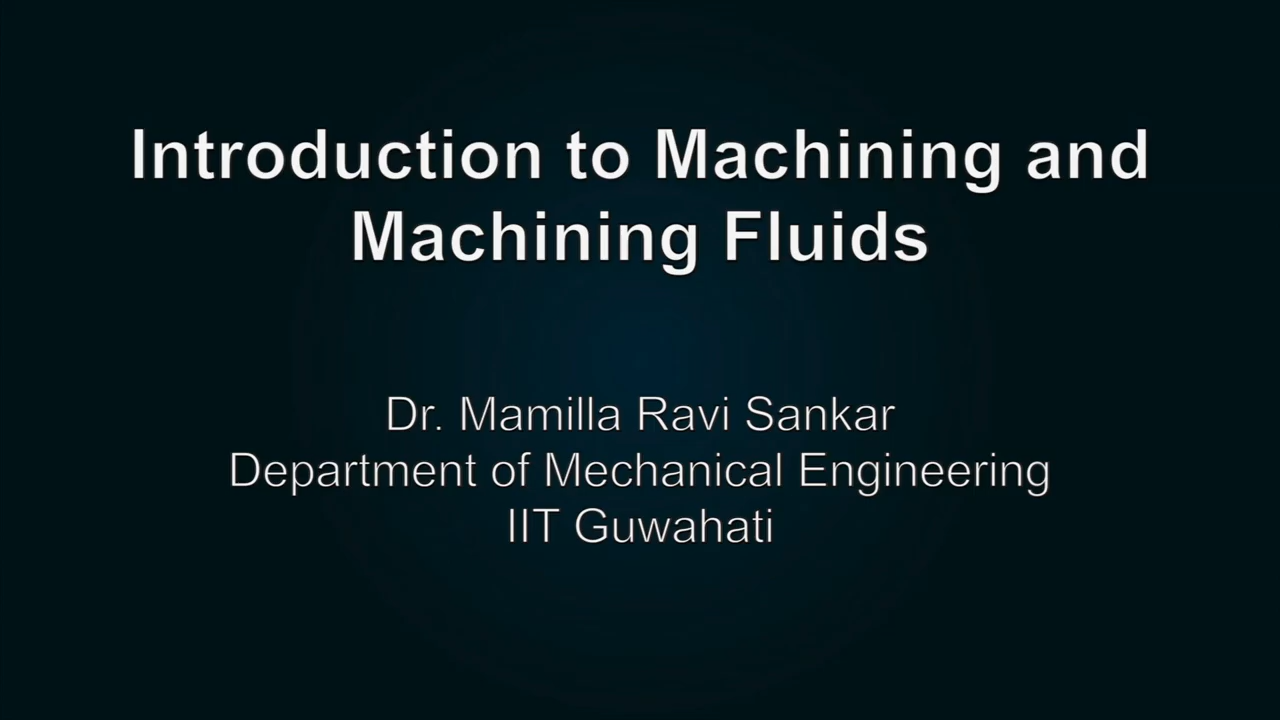 Introduction to Machining and
Machining Fluids
Dr. Mamilla Ravi Sankar
Department of Mechanical Engineering
IIT Guwahati